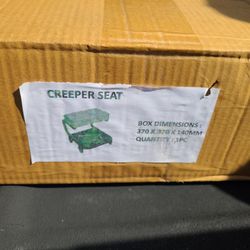 CREEPER SEAT
BOX DIMENSIONS :
370 X 370 X 140MM
QUANTITY : 1PC